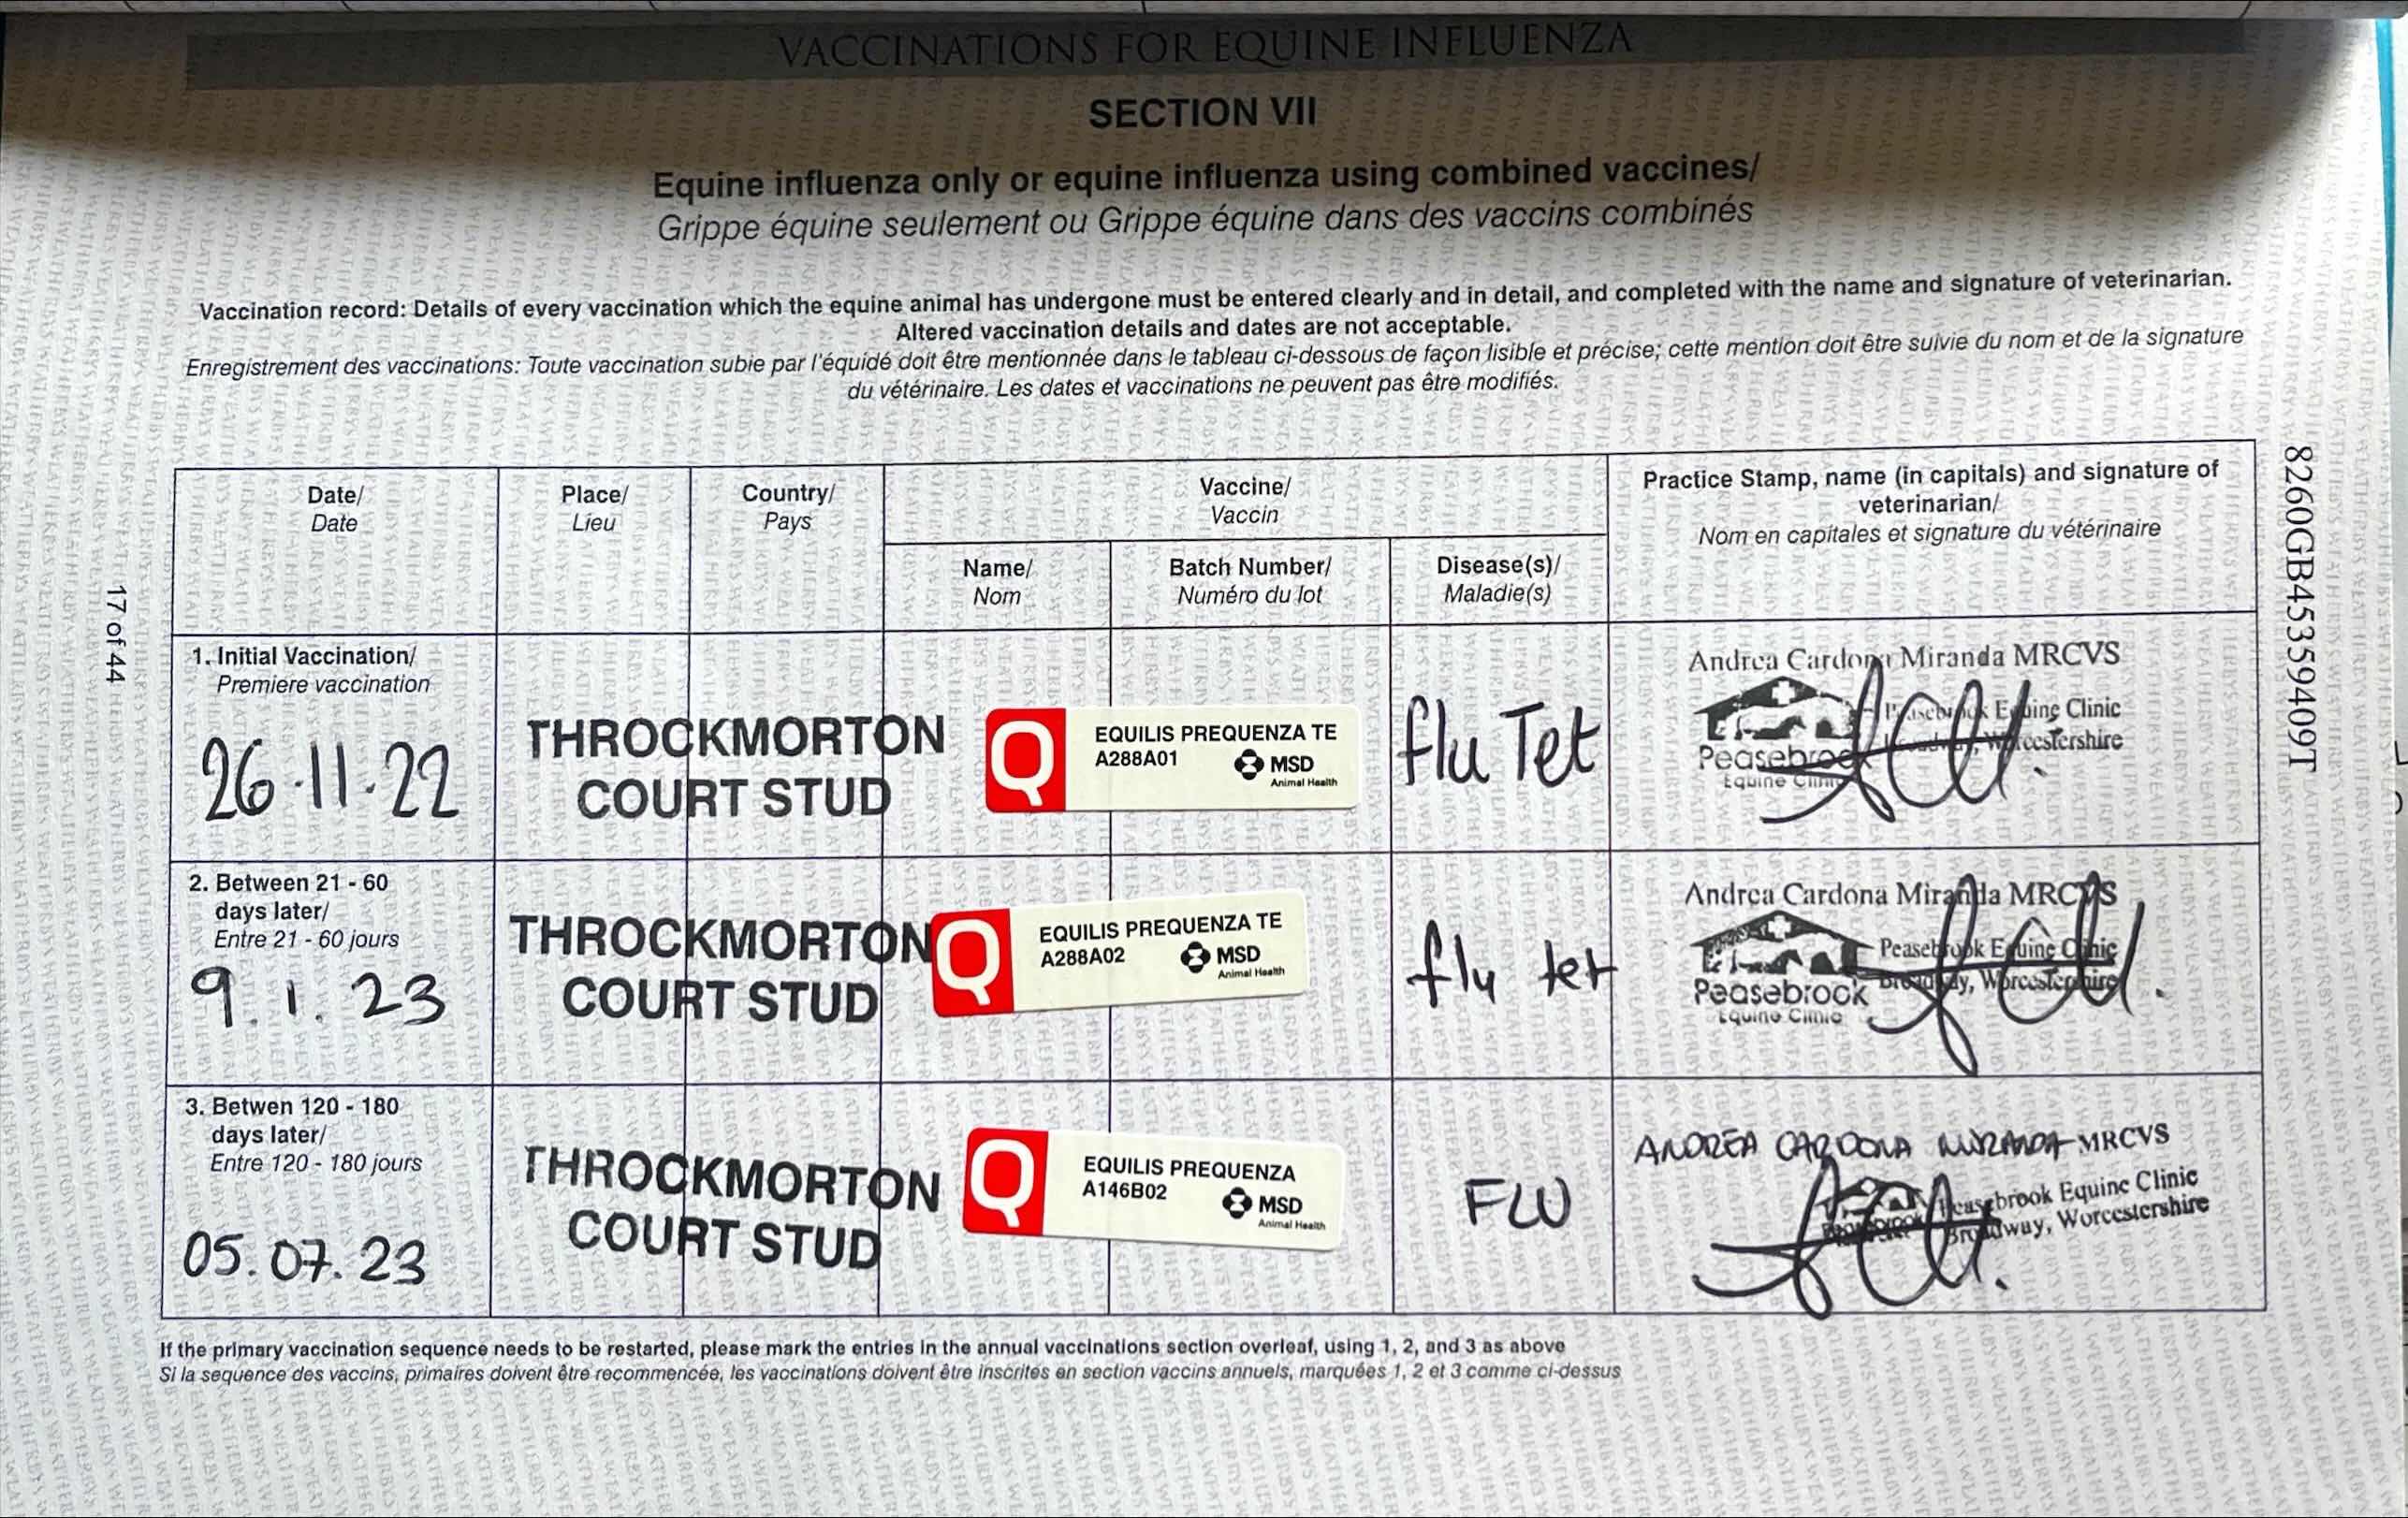 VACCINATIONS FOR EQUINE INFLUENZA
SECTION VII
Equine influenza only or equine influenza using combined vaccines/
Grippe équine seulement ou Grippe équine dans des vaccins combinés
Vaccination record: Details of every vaccination which the equine animal has undergone must be entered clearly and in detail, and completed with the name and signature of veterinarian.
Altered vaccination details and dates are not acceptable.
Enregistrement des vaccinations: Toute vaccination subie par l'équidé doit être mentionnée dans le tableau ci-dessous de façon lisible et précise; cette mention doit être suivie du nom et de la signature
du vétérinaire. Les dates et vaccinations ne peuvent pas être modifiés.
Date/
Date
Place/
Lieu
Country/
Pays
Vaccine/
Vaccin
Name/
Nom
Batch Number/
Numéro du lot
Disease(s)/
Maladie(s)
Practice Stamp, name (in capitals) and signature of
veterinarian/
Nom en capitales et signature du vétérinaire
1. Initial Vaccination/
Premiere vaccination
26.11.22
THROCKMORTON
COURT STUD
Q
EQUILIS PREQUENZA TE
A288A01
MSD
Animal Health
flu Tet
Andrea Cardona Miranda MRCVS
Peasebrook Equine Clinic
Broadway, Worcestershire
Peasebrook
Equine Clinic
2. Between 21 - 60
days later/
Entre 21 - 60 jours
9.1.23
THROCKMORTON
COURT STUD
Q
EQUILIS PREQUENZA TE
A288A02
MSD
Animal Health
flu tet
Andrea Cardona Miranda MRCVS
Peasebrook Equine Clinic
Broadway, Worcestershire
Peasebrook
Equine Clinic
3. Betwen 120 - 180
days later/
Entre 120 - 180 jours
05.07.23
THROCKMORTON
COURT STUD
Q
EQUILIS PREQUENZA
A146B02
MSD
Animal Health
FLU
ANDREA CARDONA MIRANDA MRCVS
Peasebrook Equine Clinic
Broadway, Worcestershire
Peasebrook
If the primary vaccination sequence needs to be restarted, please mark the entries in the annual vaccinations section overleaf, using 1, 2, and 3 as above
Si la sequence des vaccins, primaires doivent être recommencée, les vaccinations doivent être inscrites en section vaccins annuels, marquées 1, 2 et 3 comme ci-dessus
17 of 44
8260GB45359409T